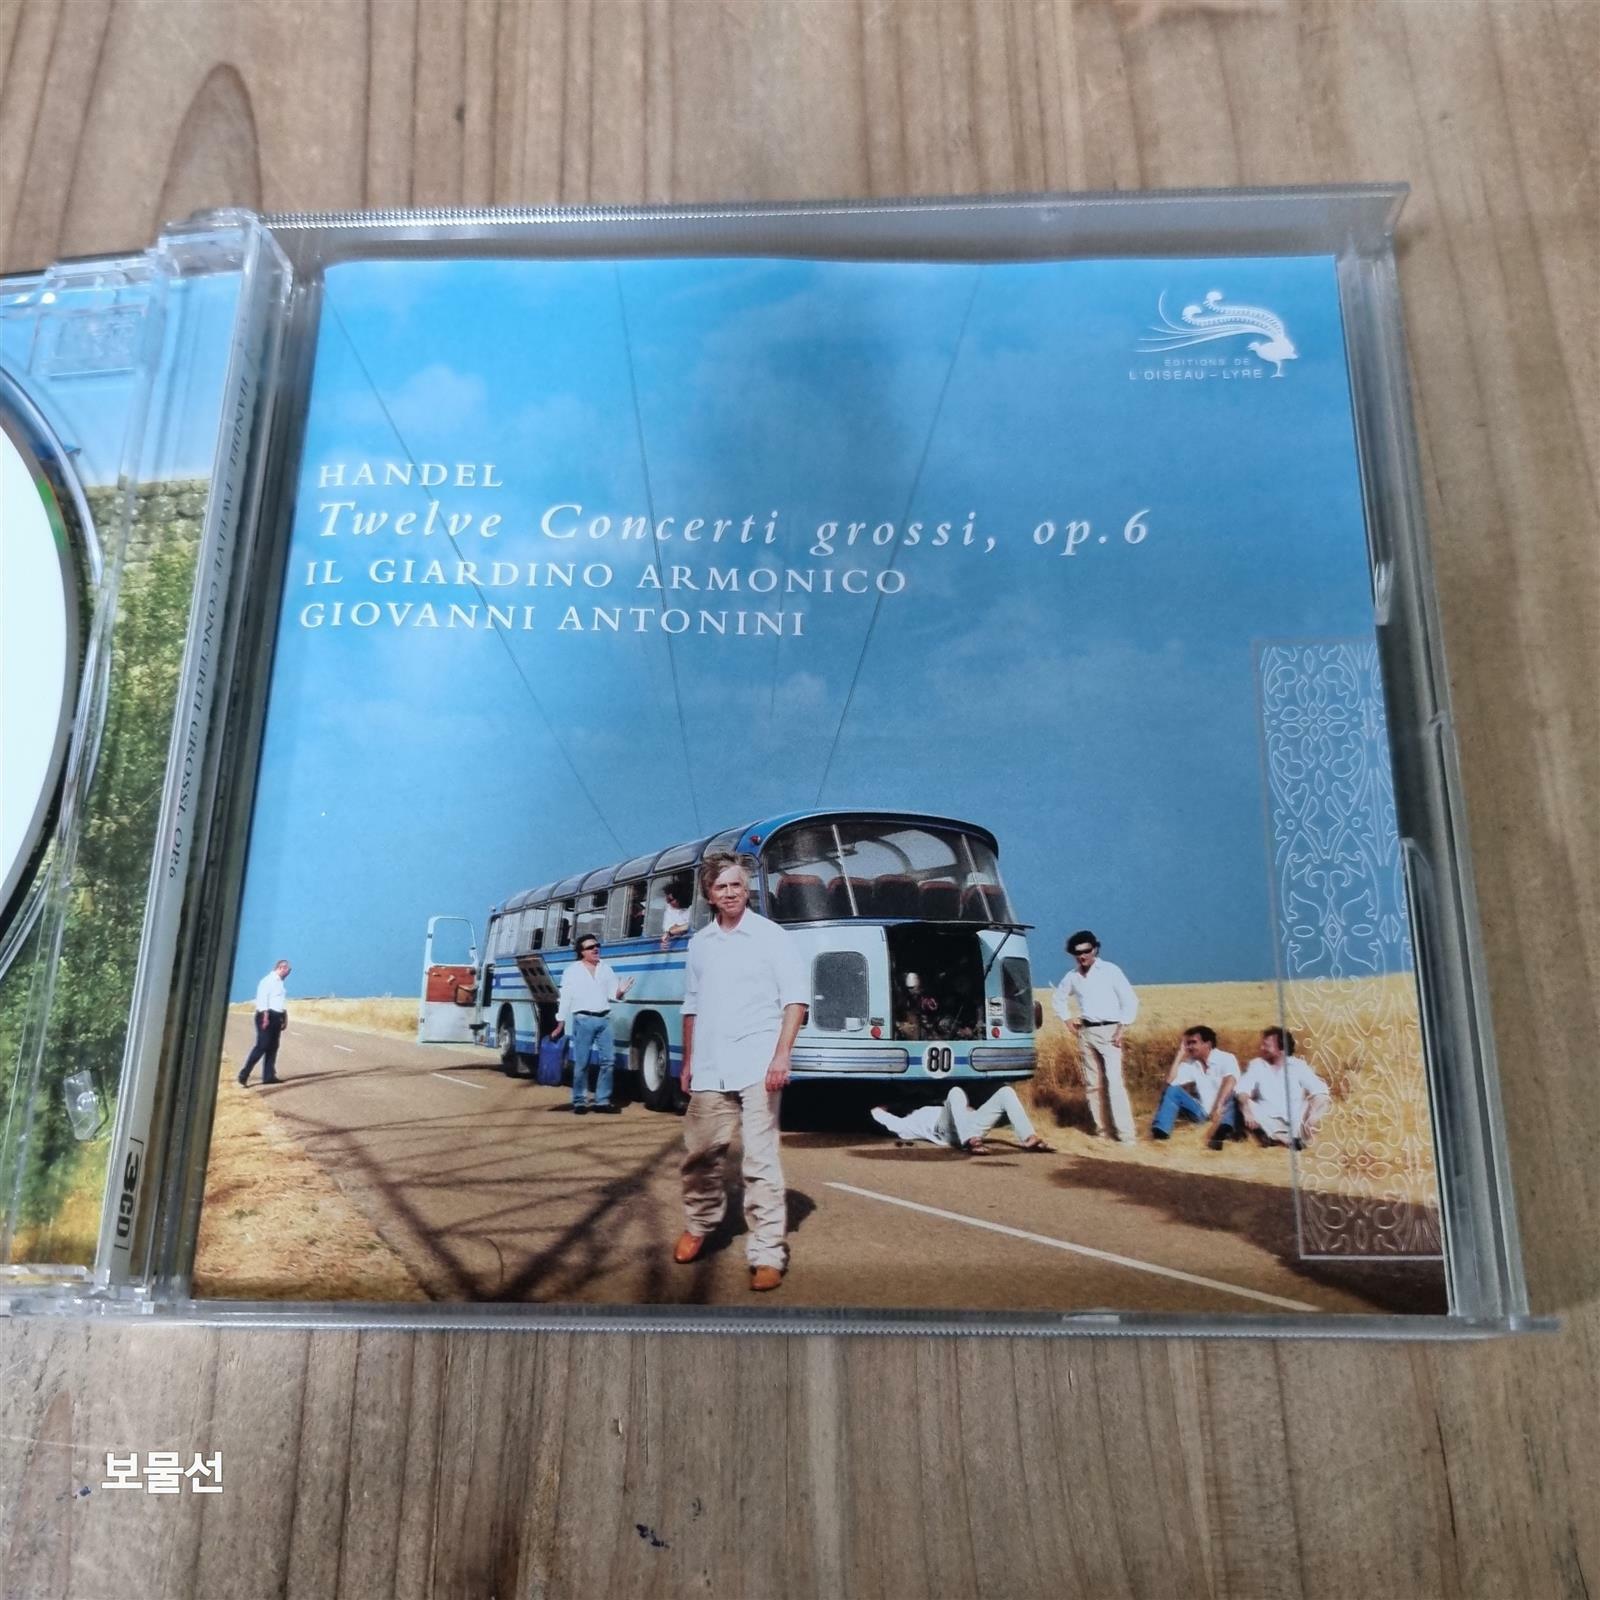 EDITIONS DE
L'OISEAU-LYRE
HANDEL
Twelve Concerti grossi, op.6
IL GIARDINO ARMONICO
GIOVANNI ANTONINI
80
HANDEL TWELVE CONCERTI GROSSI, OP.6
3CD
보물선